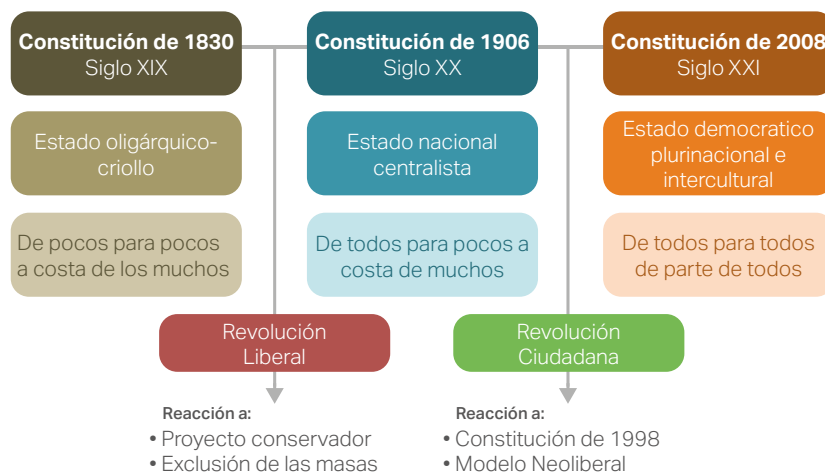 Constitución de 1830
Siglo XIX
Constitución de 1906
Siglo XX
Constitución de 2008
Siglo XXI
Estado oligárquico-
criollo
Estado nacional
centralista
Estado democratico
plurinacional e
intercultural
De pocos para pocos
a costa de los muchos
De todos para pocos a
costa de muchos
De todos para todos
de parte de todos
Revolución
Liberal
Revolución
Ciudadana
Reacción a:
• Proyecto conservador
• Exclusión de las masas
Reacción a:
• Constitución de 1998
• Modelo Neoliberal